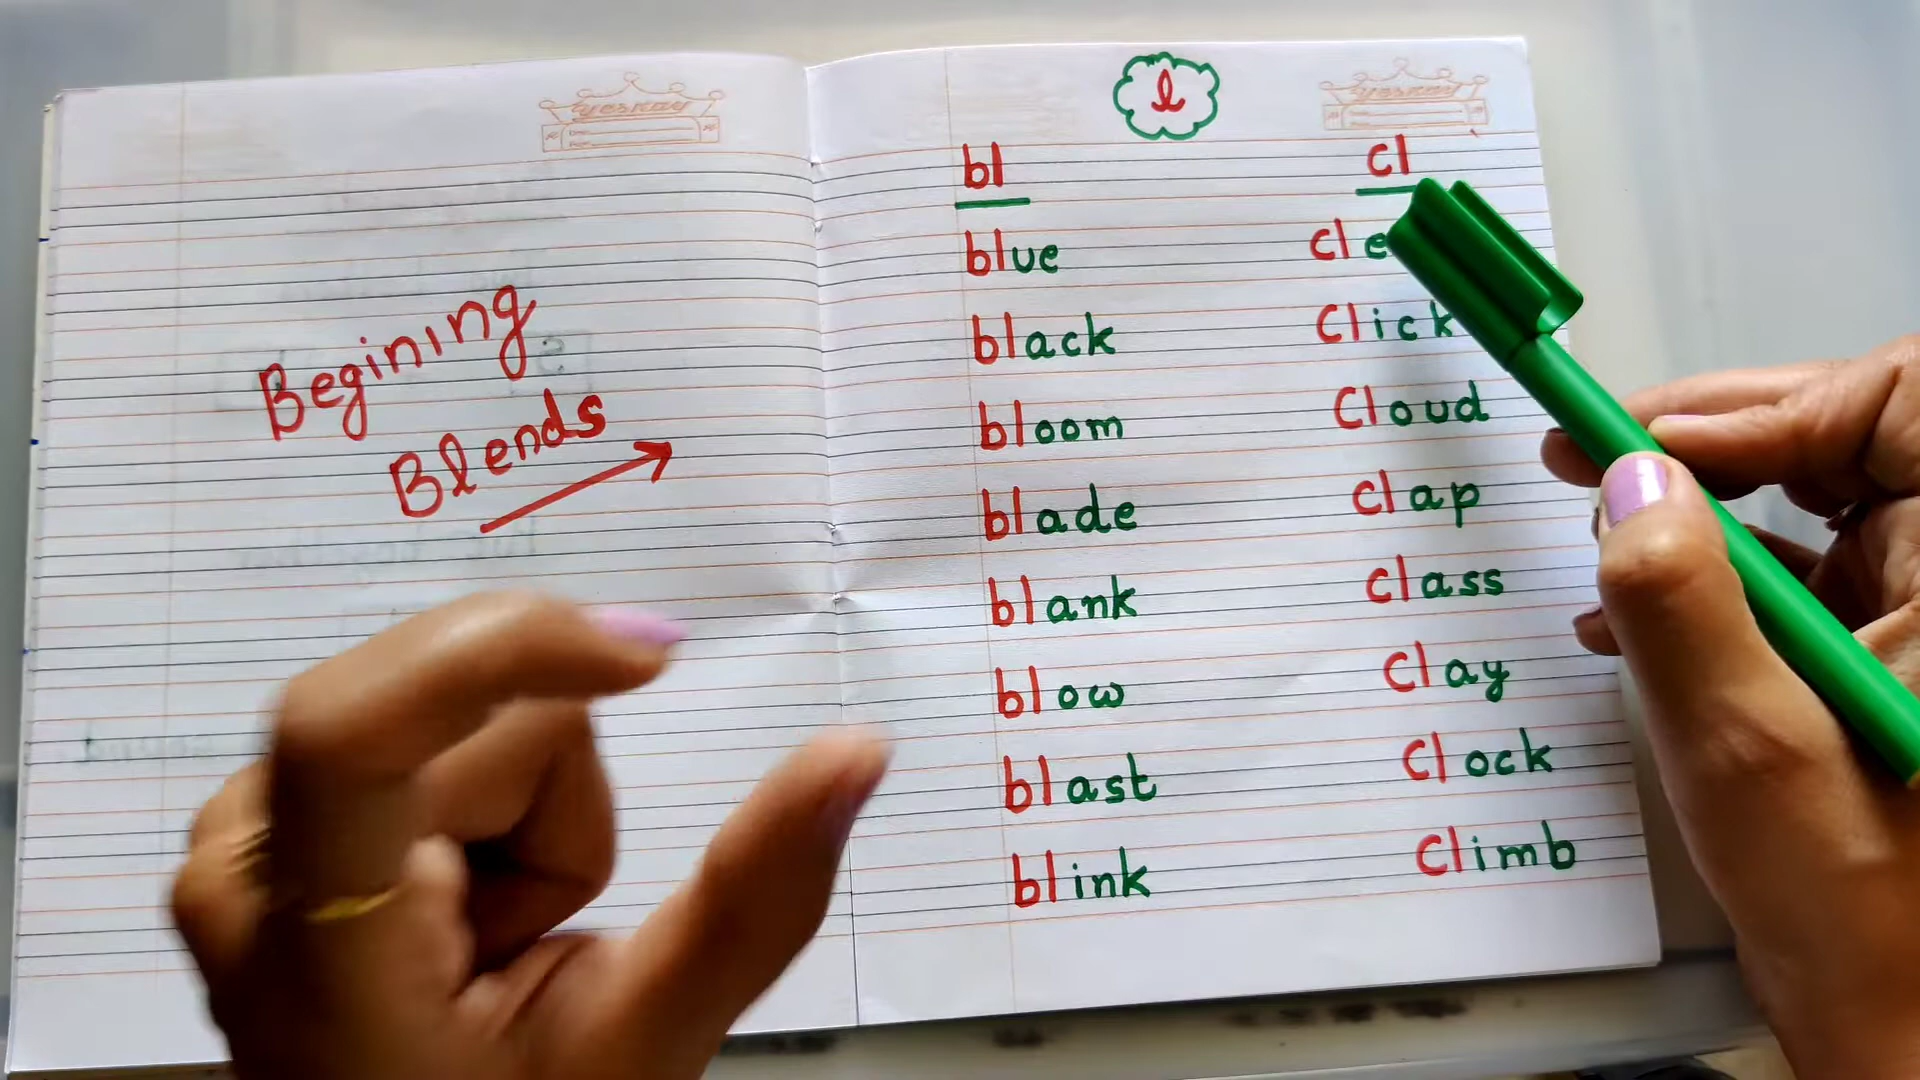 Begining
Blends
l
bl
blue
black
bloom
blade
blank
blow
blast
blink
cl
Click
Cloud
clap
class
Clay
Clock
Climb